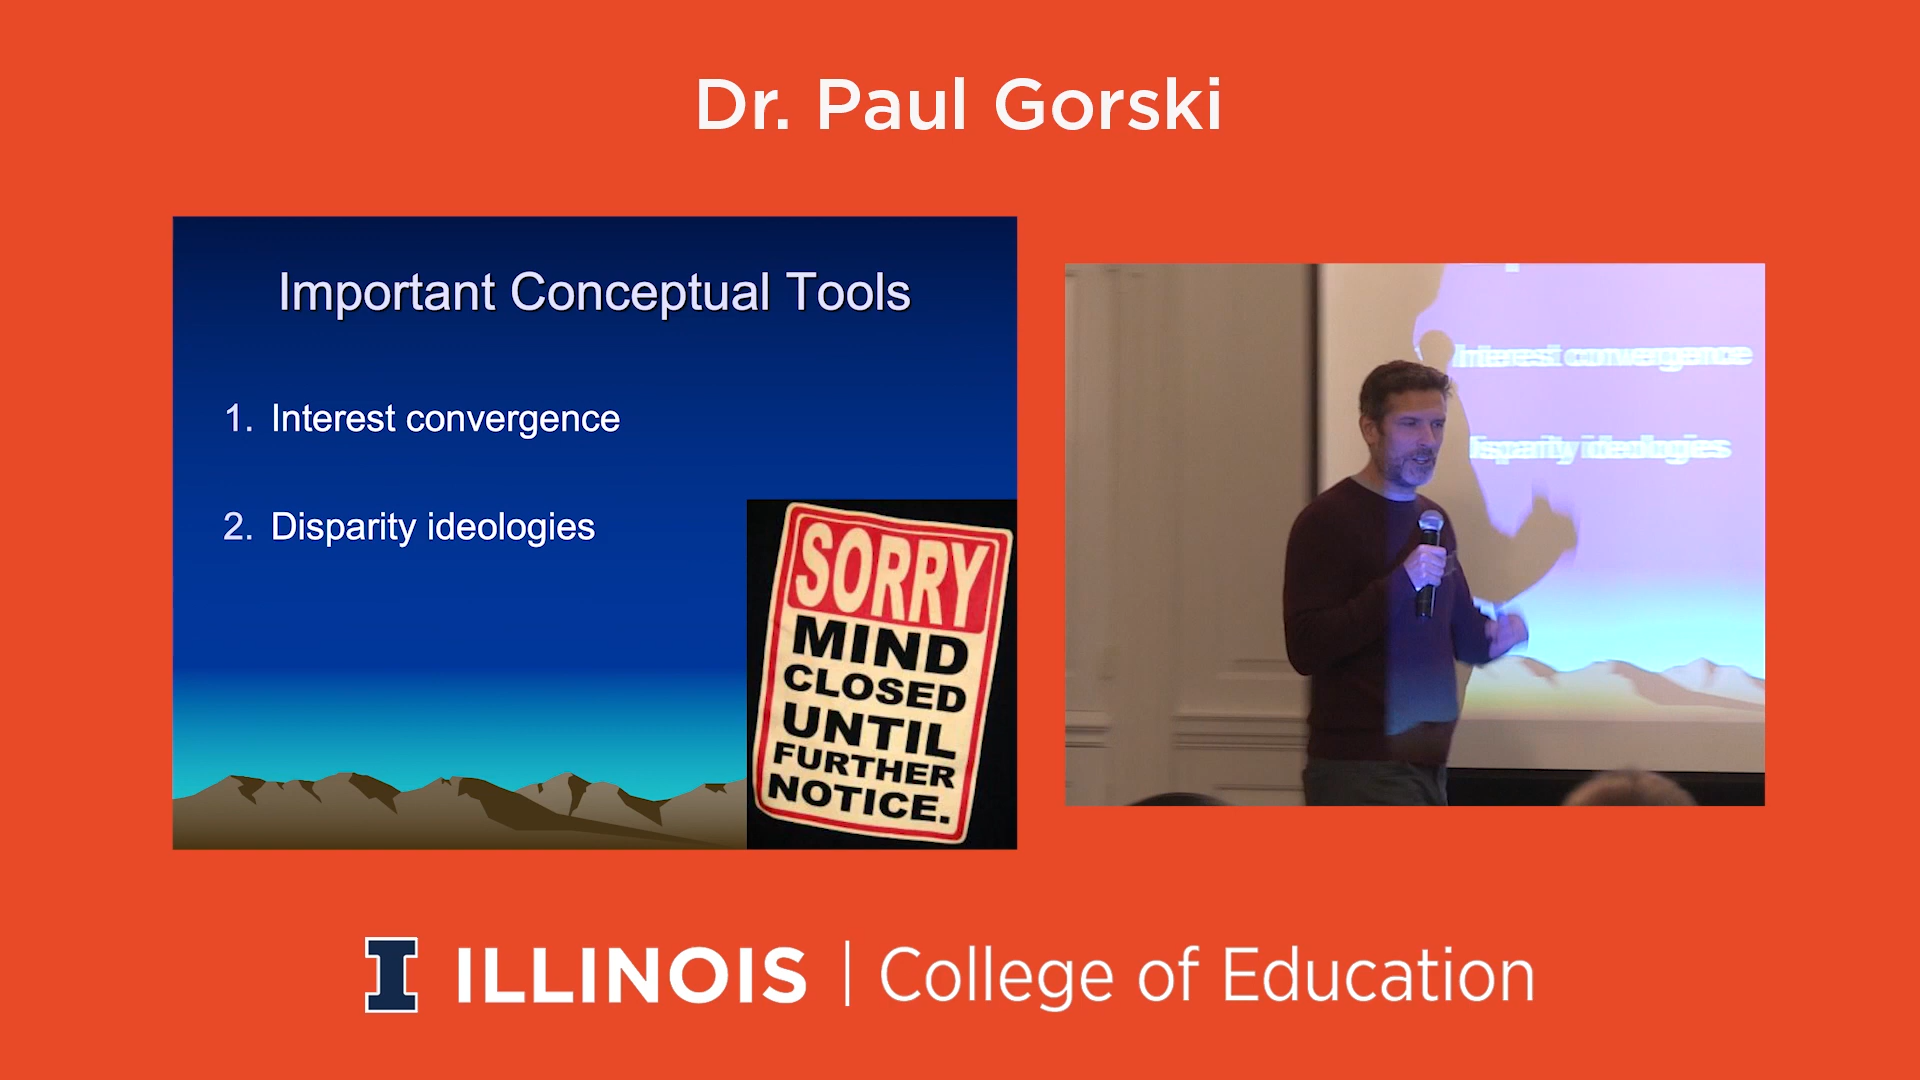 Dr. Paul Gorski
Important Conceptual Tools
1. Interest convergence
2. Disparity ideologies
SORRY
MIND
CLOSED
UNTIL
FURTHER
NOTICE.
Interest convergence
Disparity ideologies
I ILLINOIS | College of Education